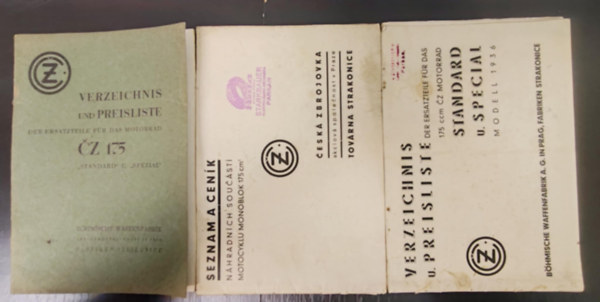 ČZ
VERZEICHNIS
UND PREISLISTE
DER ERSATZTEILE FÜR DAS MOTORRAD
ČZ 175
"STANDARD" U. "SPEZIAL"
BÖHMISCHE WAFFENFABRIK
SEZNAM A CENÍK
NÁHRADNÍCH SOUČÁSTÍ
MOTOCYKLU MONOBLOK 175 cm³
ČZ
ČESKÁ ZBROJOVKA
akciová společnost v Praze
TOVÁRNA STRAKONICE
VERZEICHNIS
U. PREISLISTE
DER ERSATZTEILE FÜR DAS
175 ccm ČZ MOTORRAD
STANDARD
U. SPECIAL
MODELL 1936
ČZ
BÖHMISCHE WAFFENFABRIK A. G. IN PRAG, FABRIKEN STRAKONICE